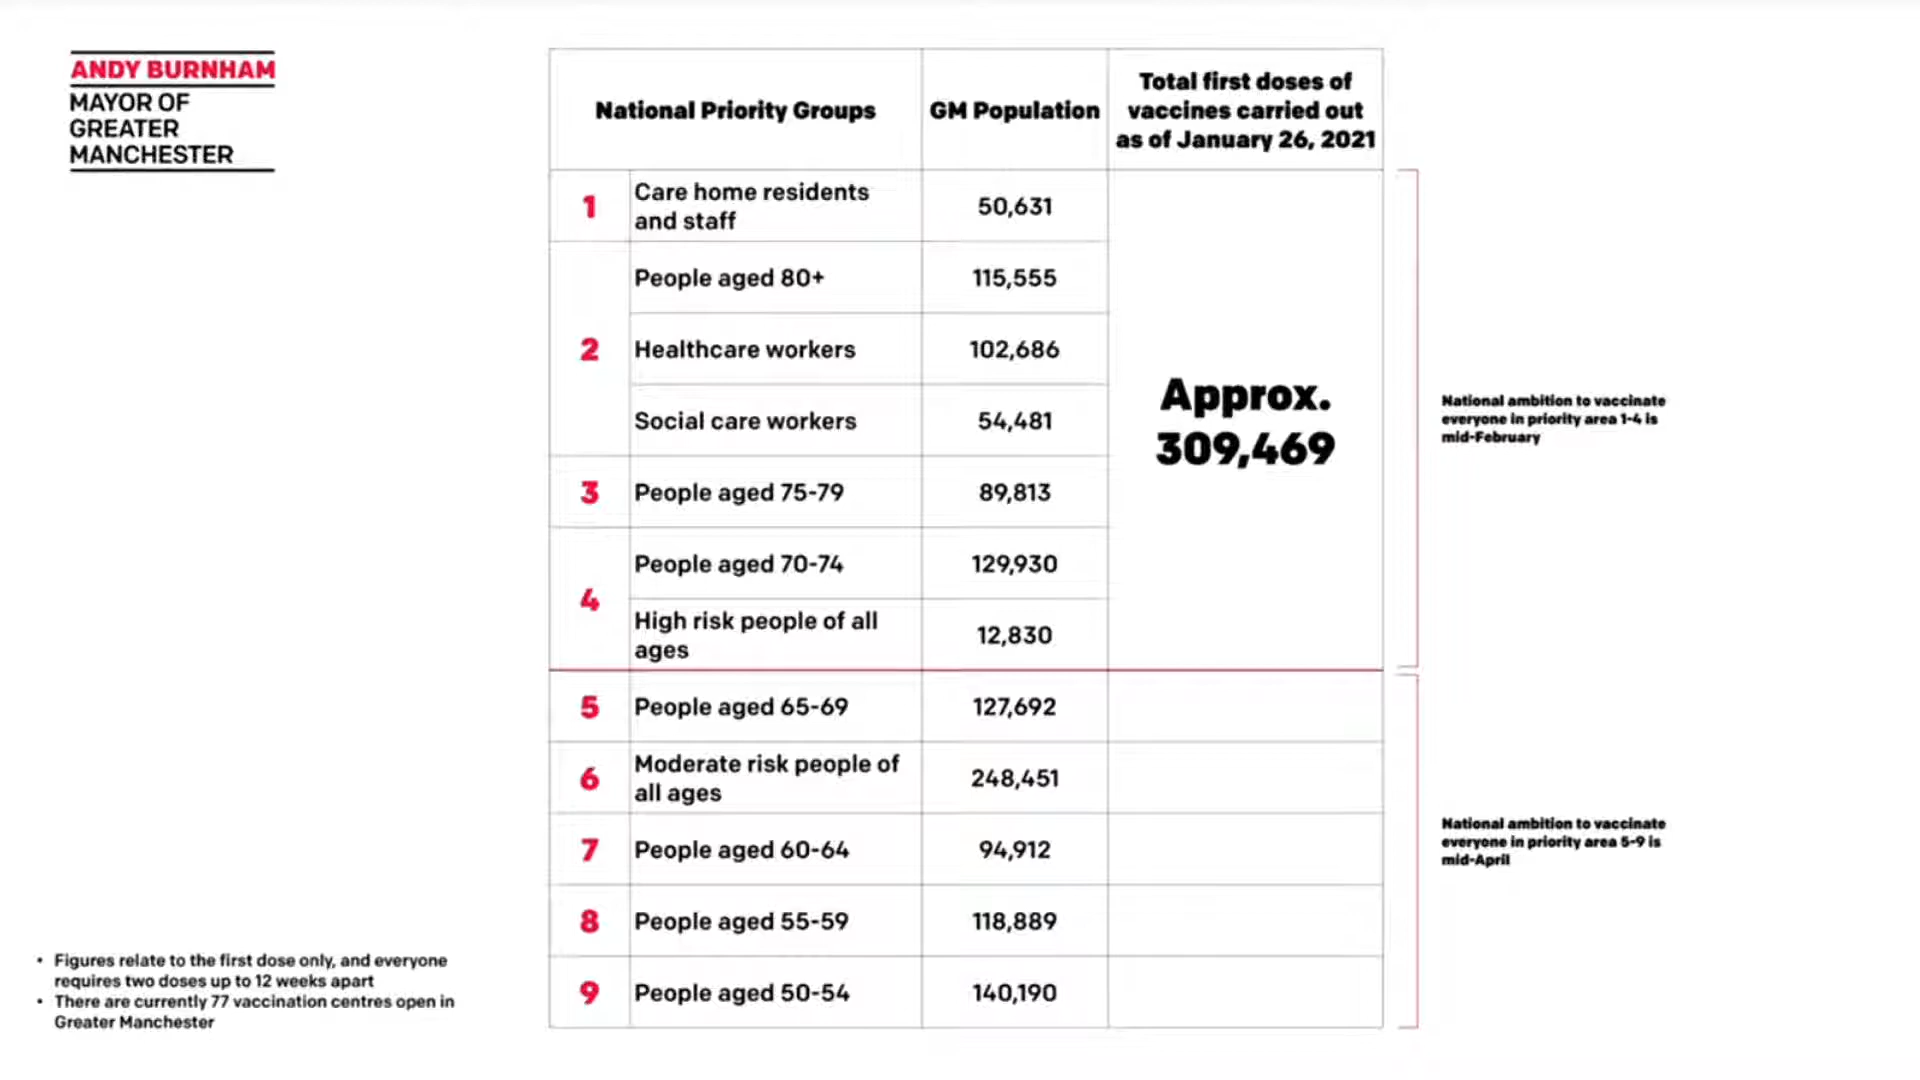 ANDY BURNHAM
MAYOR OF
GREATER
MANCHESTER
National Priority Groups
GM Population
Total first doses of
vaccines carried out
as of January 26, 2021
1
Care home residents
and staff
50,631
2
People aged 80+
115,555
Healthcare workers
102,686
Social care workers
54,481
3
People aged 75-79
89,813
4
People aged 70-74
129,930
High risk people of all
ages
12,830
Approx.
309,469
National ambition to vaccinate
everyone in priority area 1-4 is
mid-February
5
People aged 65-69
127,692
6
Moderate risk people of
all ages
248,451
7
People aged 60-64
94,912
8
People aged 55-59
118,889
9
People aged 50-54
140,190
National ambition to vaccinate
everyone in priority area 5-9 is
mid-April
• Figures relate to the first dose only, and everyone
requires two doses up to 12 weeks apart
• There are currently 77 vaccination centres open in
Greater Manchester